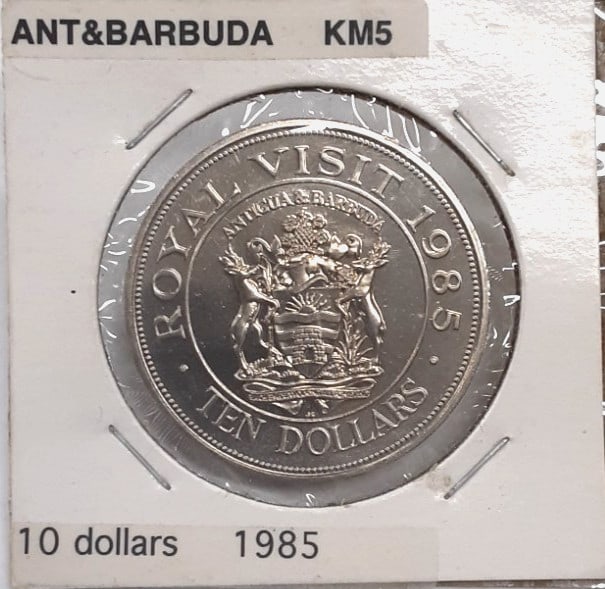 ANT&BARBUDA KM5
ROYAL VISIT 1985
ANTIGUA & BARBUDA
TEN DOLLARS
10 dollars 1985